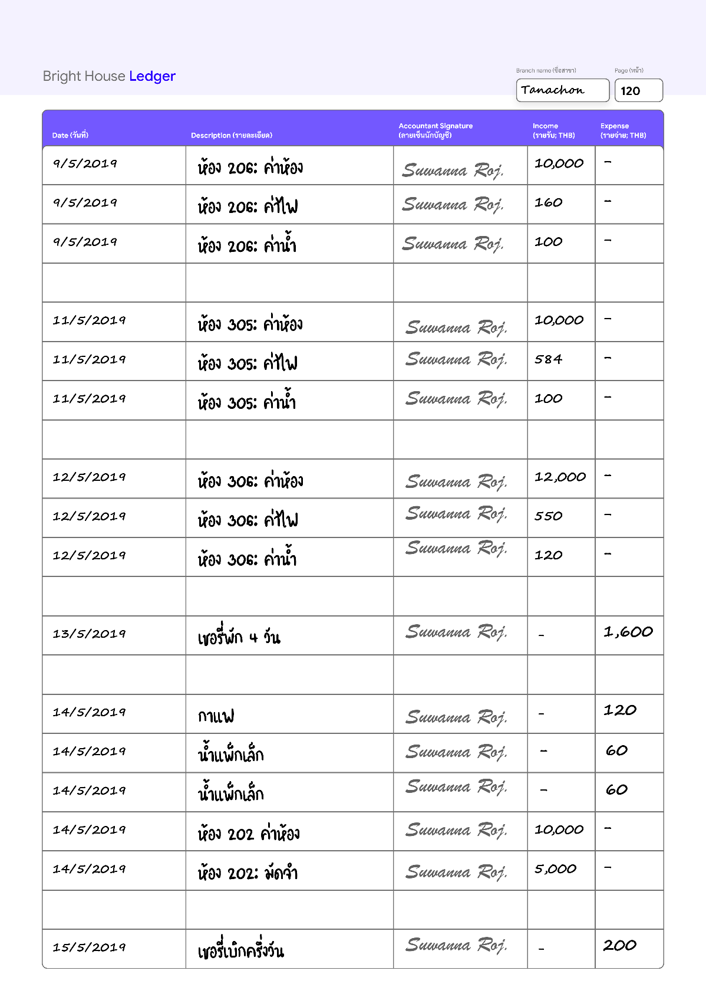 Bright House Ledger
Branch name (ชื่อสาขา)
Page (หน้า)
Tanachon
120
Date (วันที่) Description (รายละเอียด) Accountant Signature (ลายเซ็นนักบัญชี) Income (รายรับ; THB) Expense (รายจ่าย; THB)
9/5/2019 ห้อง 206: ค่าห้อง Suwanna Roj. 10,000 -
9/5/2019 ห้อง 206: ค่าไฟ Suwanna Roj. 160 -
9/5/2019 ห้อง 206: ค่าน้ำ Suwanna Roj. 100 -
11/5/2019 ห้อง 305: ค่าห้อง Suwanna Roj. 10,000 -
11/5/2019 ห้อง 305: ค่าไฟ Suwanna Roj. 584 -
11/5/2019 ห้อง 305: ค่าน้ำ Suwanna Roj. 100 -
12/5/2019 ห้อง 306: ค่าห้อง Suwanna Roj. 12,000 -
12/5/2019 ห้อง 306: ค่าไฟ Suwanna Roj. 550 -
12/5/2019 ห้อง 306: ค่าน้ำ Suwanna Roj. 120 -
13/5/2019 เชอรี่พัก 4 วัน Suwanna Roj. - 1,600
14/5/2019 กาแฟ Suwanna Roj. - 120
14/5/2019 น้ำแพ็กเล็ก Suwanna Roj. - 60
14/5/2019 น้ำแพ็กเล็ก Suwanna Roj. - 60
14/5/2019 ห้อง 202 ค่าห้อง Suwanna Roj. 10,000 -
14/5/2019 ห้อง 202: มัดจำ Suwanna Roj. 5,000 -
15/5/2019 เชอรี่เบิกครึ่งวัน Suwanna Roj. - 200